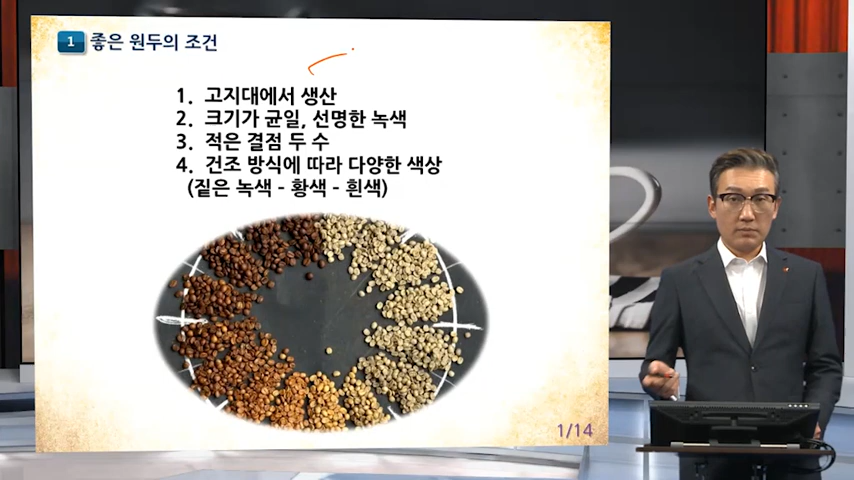 1 좋은 원두의 조건
1. 고지대에서 생산
2. 크기가 균일, 선명한 녹색
3. 적은 결점 두 수
4. 건조 방식에 따라 다양한 색상
(짙은 녹색 - 황색 - 흰색)
1/14